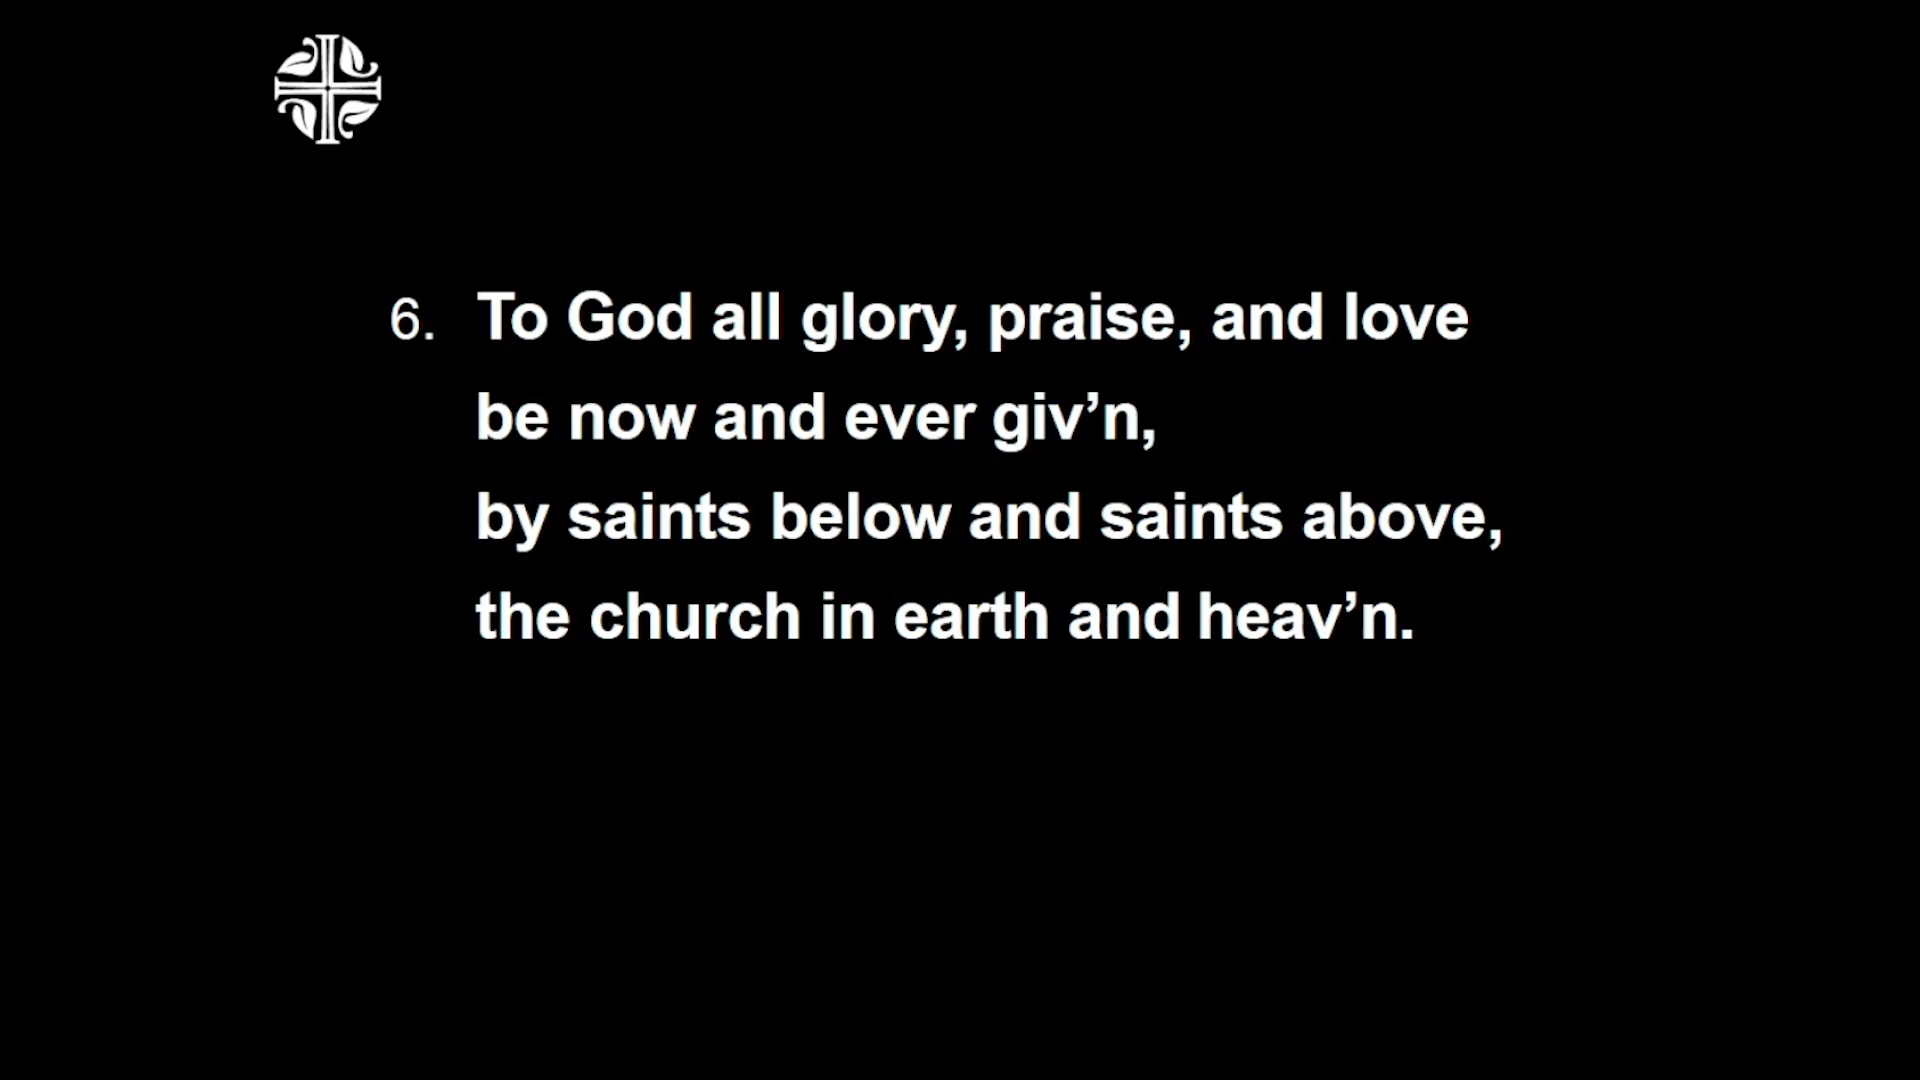 6. To God all glory, praise, and love
be now and ever giv’n,
by saints below and saints above,
the church in earth and heav’n.